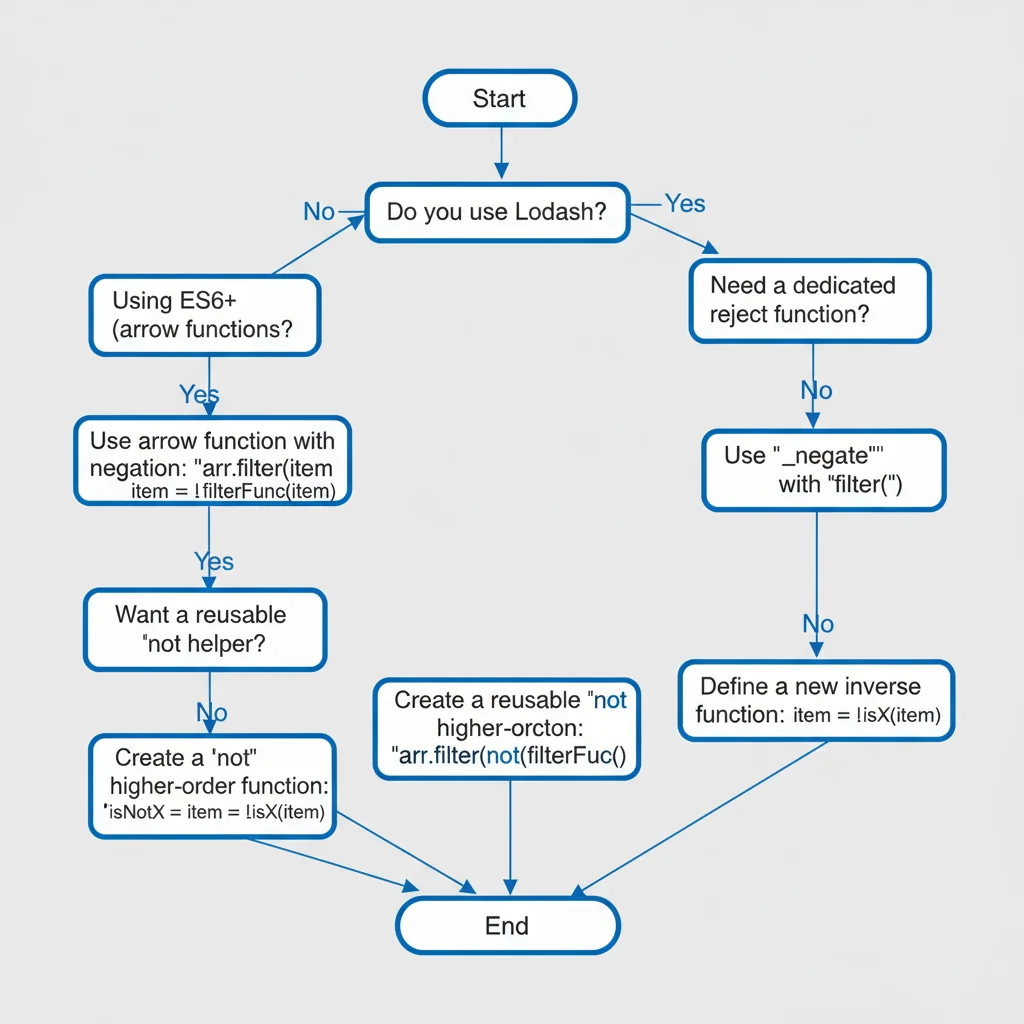 Start
Do you use Lodash?
No
Yes
Using ES6+
(arrow functions?
Need a dedicated
reject function?
Yes
No
Use arrow function with
negation: "arr.filter(item
item = !filterFunc(item)
Use "_negate""
with "filter(")
Yes
No
Want a reusable
"not helper?
Create a reusable "not
higher-orcton:
"arr.filter(not(filterFuc()
Define a new inverse
function: item = !isX(item)
No
Create a 'not"
higher-order function:
"isNotX = item = !isX(item)
End